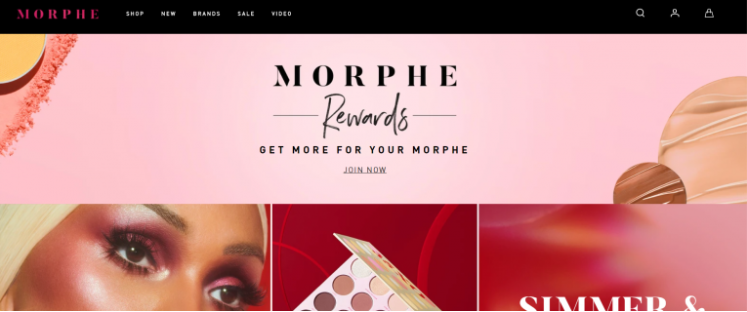 MORPHE SHOP NEW BRANDS SALE VIDEO
MORPHE
Rewards
GET MORE FOR YOUR MORPHE
JOIN NOW
SIMMER &